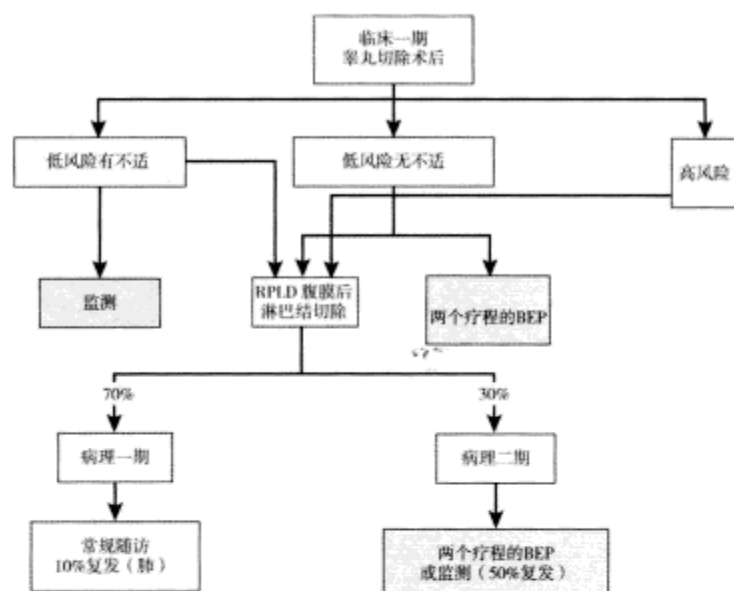 临床一期
睾丸切除术后
低风险有不适
低风险无不适
高风险
监测
RPLD 腹膜后
淋巴结切除
两个疗程的BEP
70%
30%
病理一期
病理二期
常规随访
10%复发（肺）
两个疗程的BEP
或监测（50%复发）